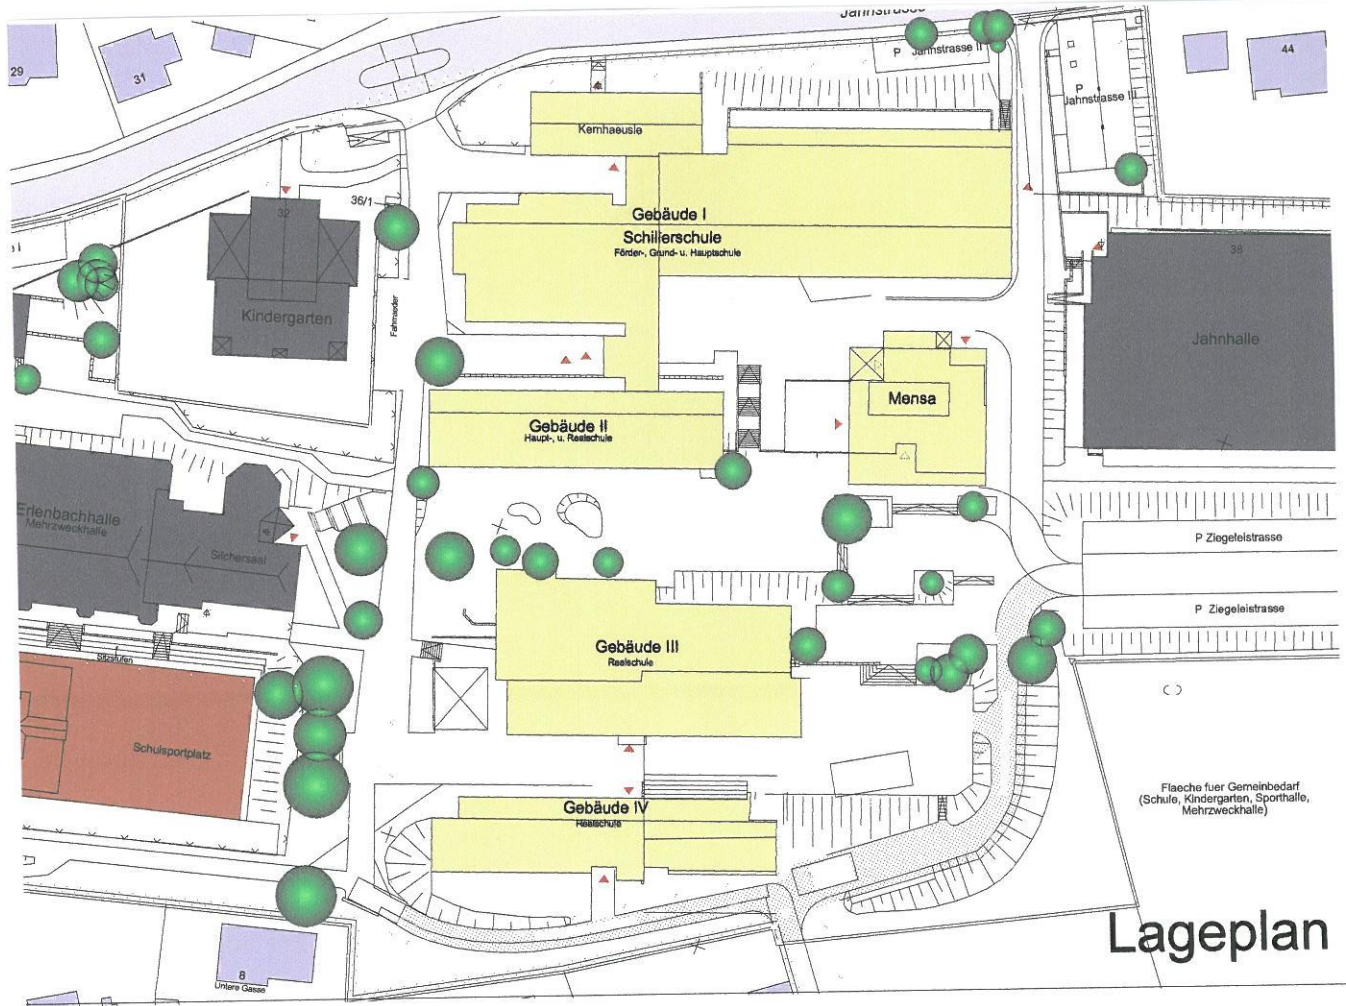 Jahnstrasse
29
31
P Jahnstrasse II
P
Jahnstrasse III
44
Kernhaeusle
36/1
32
Gebäude I
Schillerschule
Förder-, Grund- u. Hauptschule
38
Kindergarten
Fahrraeder
Jahnhalle
Mensa
Gebäude II
Haupt-, u. Realschule
Erlenbachhalle
Mehrzweckhalle
Silchersaal
P Ziegeleistrasse
P Ziegeleistrasse
Gebäude III
Realschule
Sitzstufen
Schulsportplatz
Flaeche fuer Gemeinbedarf
(Schule, Kindergarten, Sporthalle,
Mehrzweckhalle)
Gebäude IV
Realschule
Lageplan
8
Untere Gasse